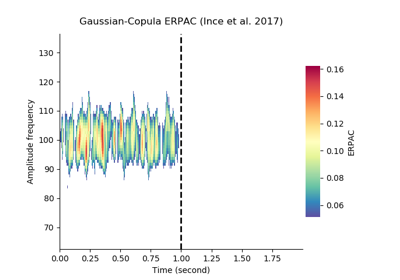 Gaussian-Copula ERPAC (Ince et al. 2017)
130
120
110
100
90
80
70
Amplitude frequency
0.00 0.25 0.50 0.75 1.00 1.25 1.50 1.75
Time (second)
0.16
0.14
0.12
0.10
0.08
0.06
ERPAC